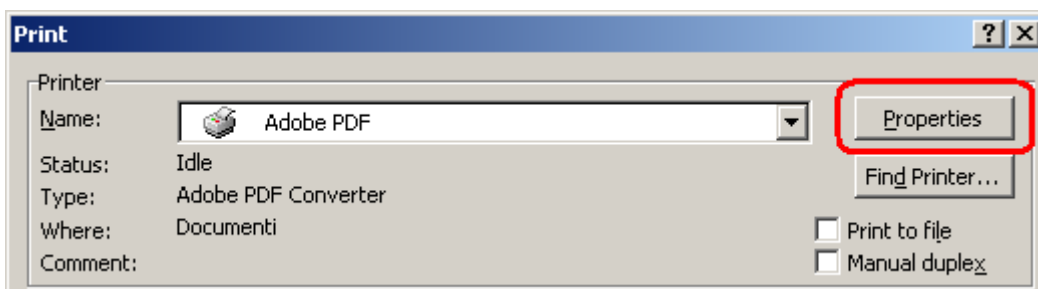 Print
Printer
Name: Adobe PDF Properties
Status: Idle
Find Printer...
Type: Adobe PDF Converter
Where: Documenti
Print to file
Comment:
Manual duplex